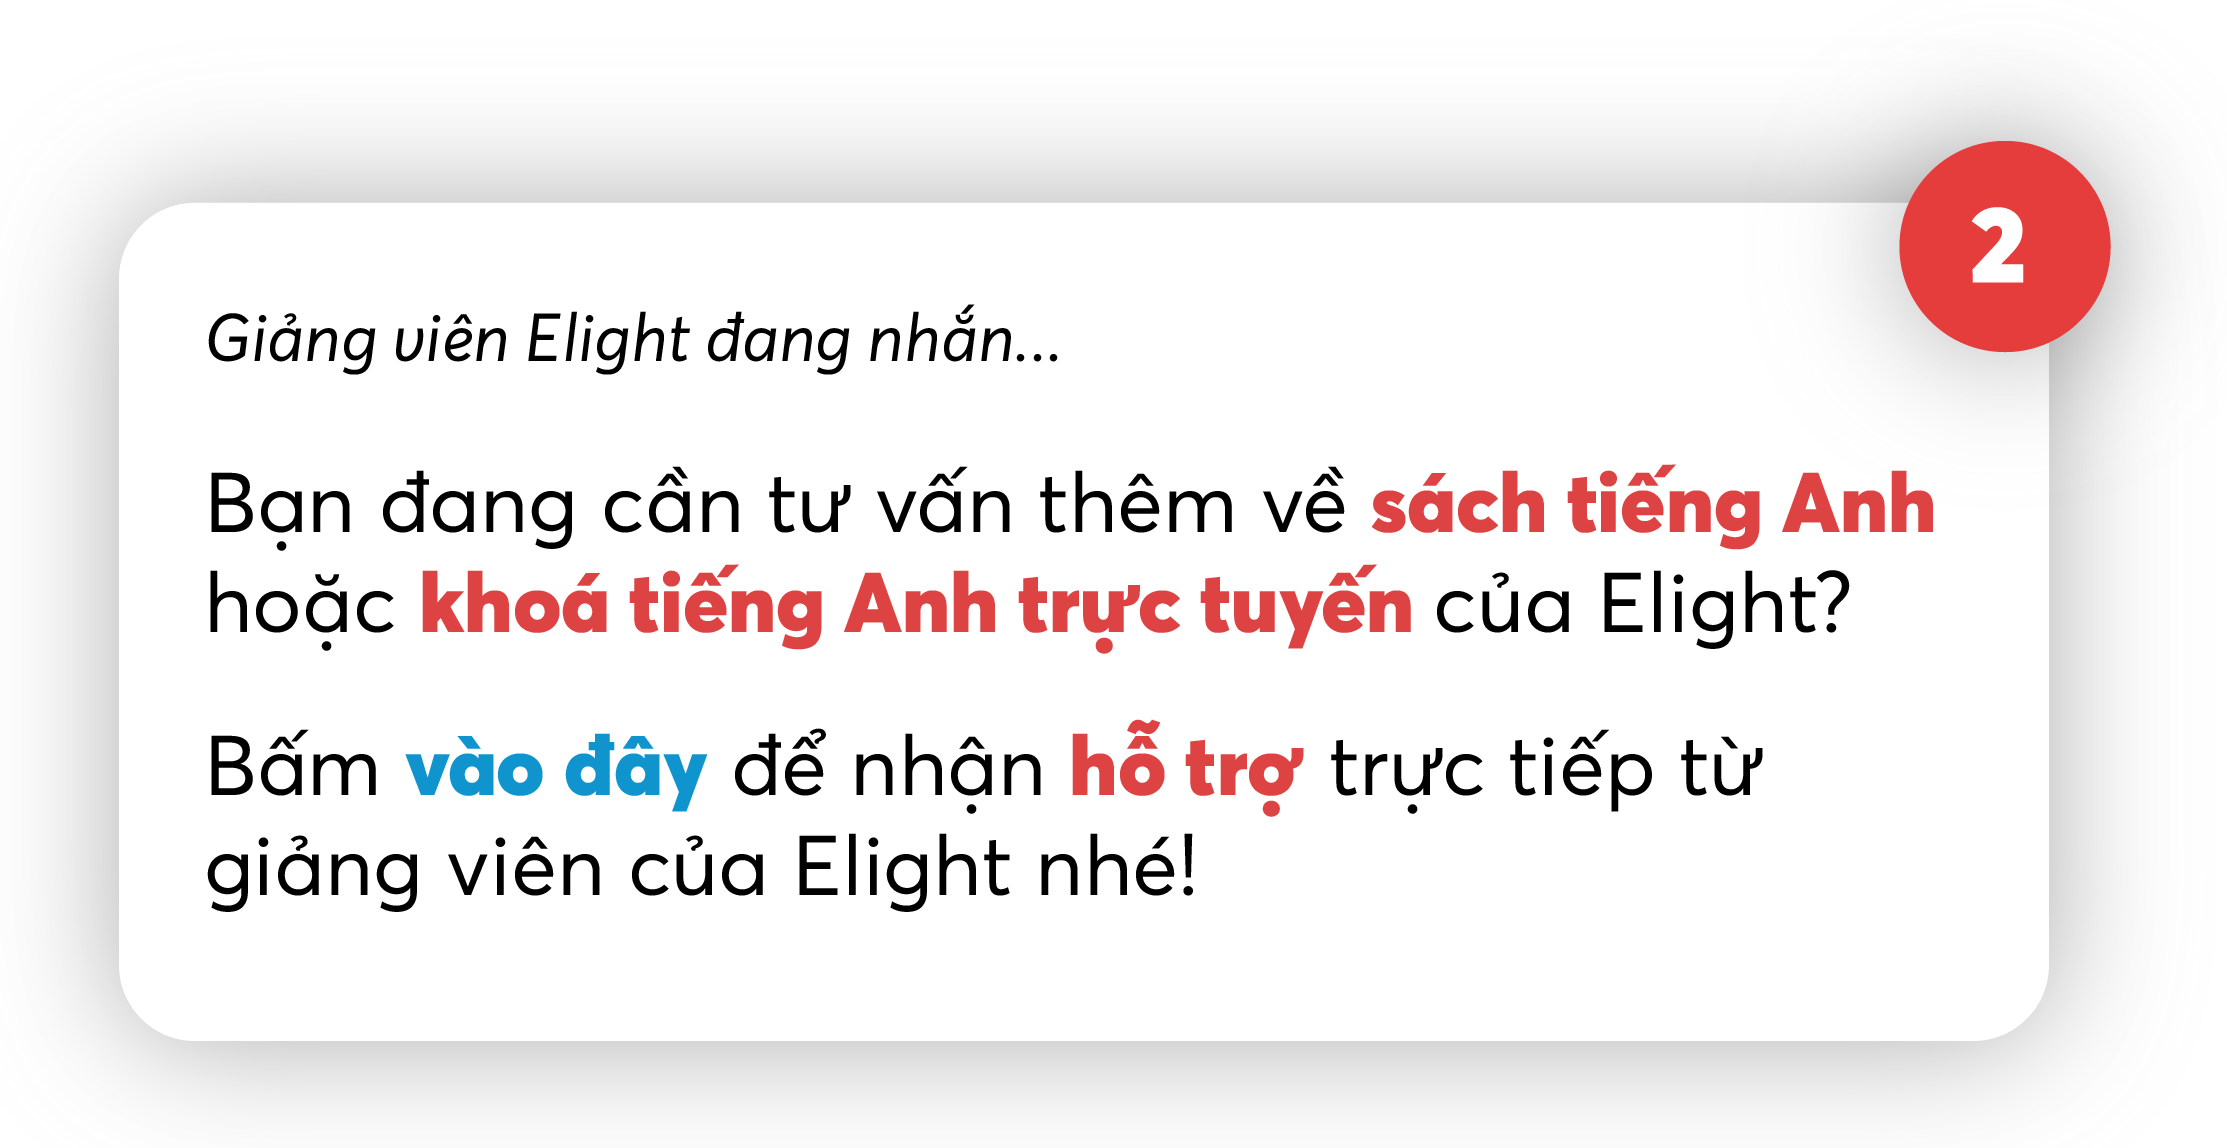 2
Giảng viên Elight đang nhắn...
Bạn đang cần tư vấn thêm về sách tiếng Anh
hoặc khoá tiếng Anh trực tuyến của Elight?
Bấm vào đây để nhận hỗ trợ trực tiếp từ
giảng viên của Elight nhé!